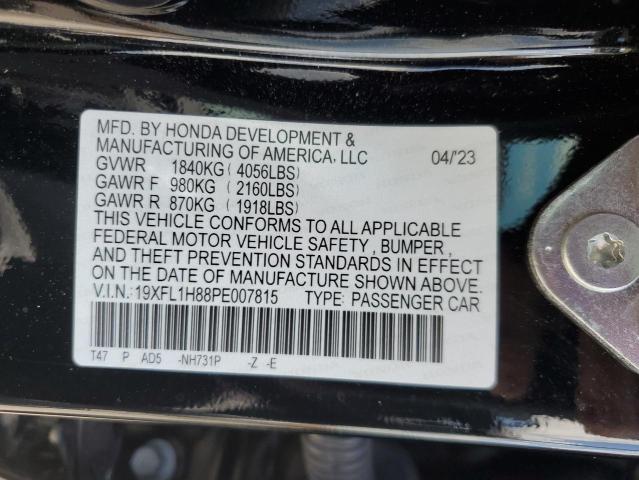 MFD. BY HONDA DEVELOPMENT &
MANUFACTURING OF AMERICA, LLC 04/'23
GVWR 1840KG (4056LBS)
GAWR F 980KG (2160LBS)
GAWR R 870KG (1918LBS)
THIS VEHICLE CONFORMS TO ALL APPLICABLE
FEDERAL MOTOR VEHICLE SAFETY , BUMPER ,
AND THEFT PREVENTION STANDARDS IN EFFECT
ON THE DATE OF MANUFACTURE SHOWN ABOVE.
V.I.N.:19XFL1H88PE007815 TYPE: PASSENGER CAR
T47 P AD5 -NH731P -Z -E